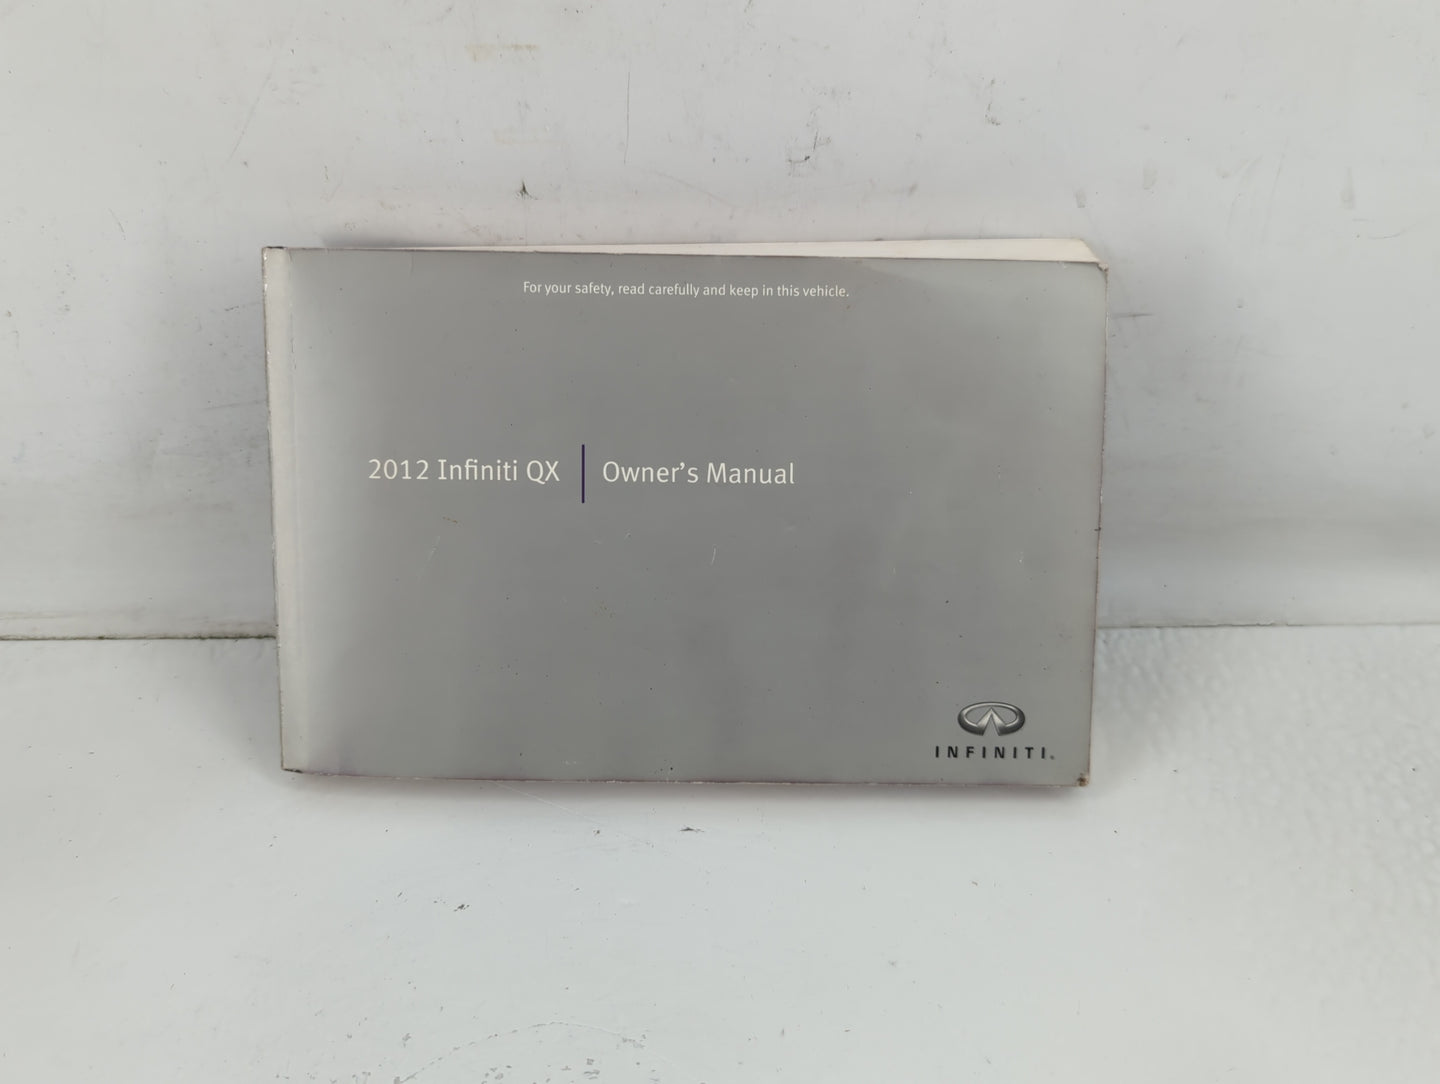 For your safety, read carefully and keep in this vehicle.
2012 Infiniti QX | Owner's Manual
INFINITI®